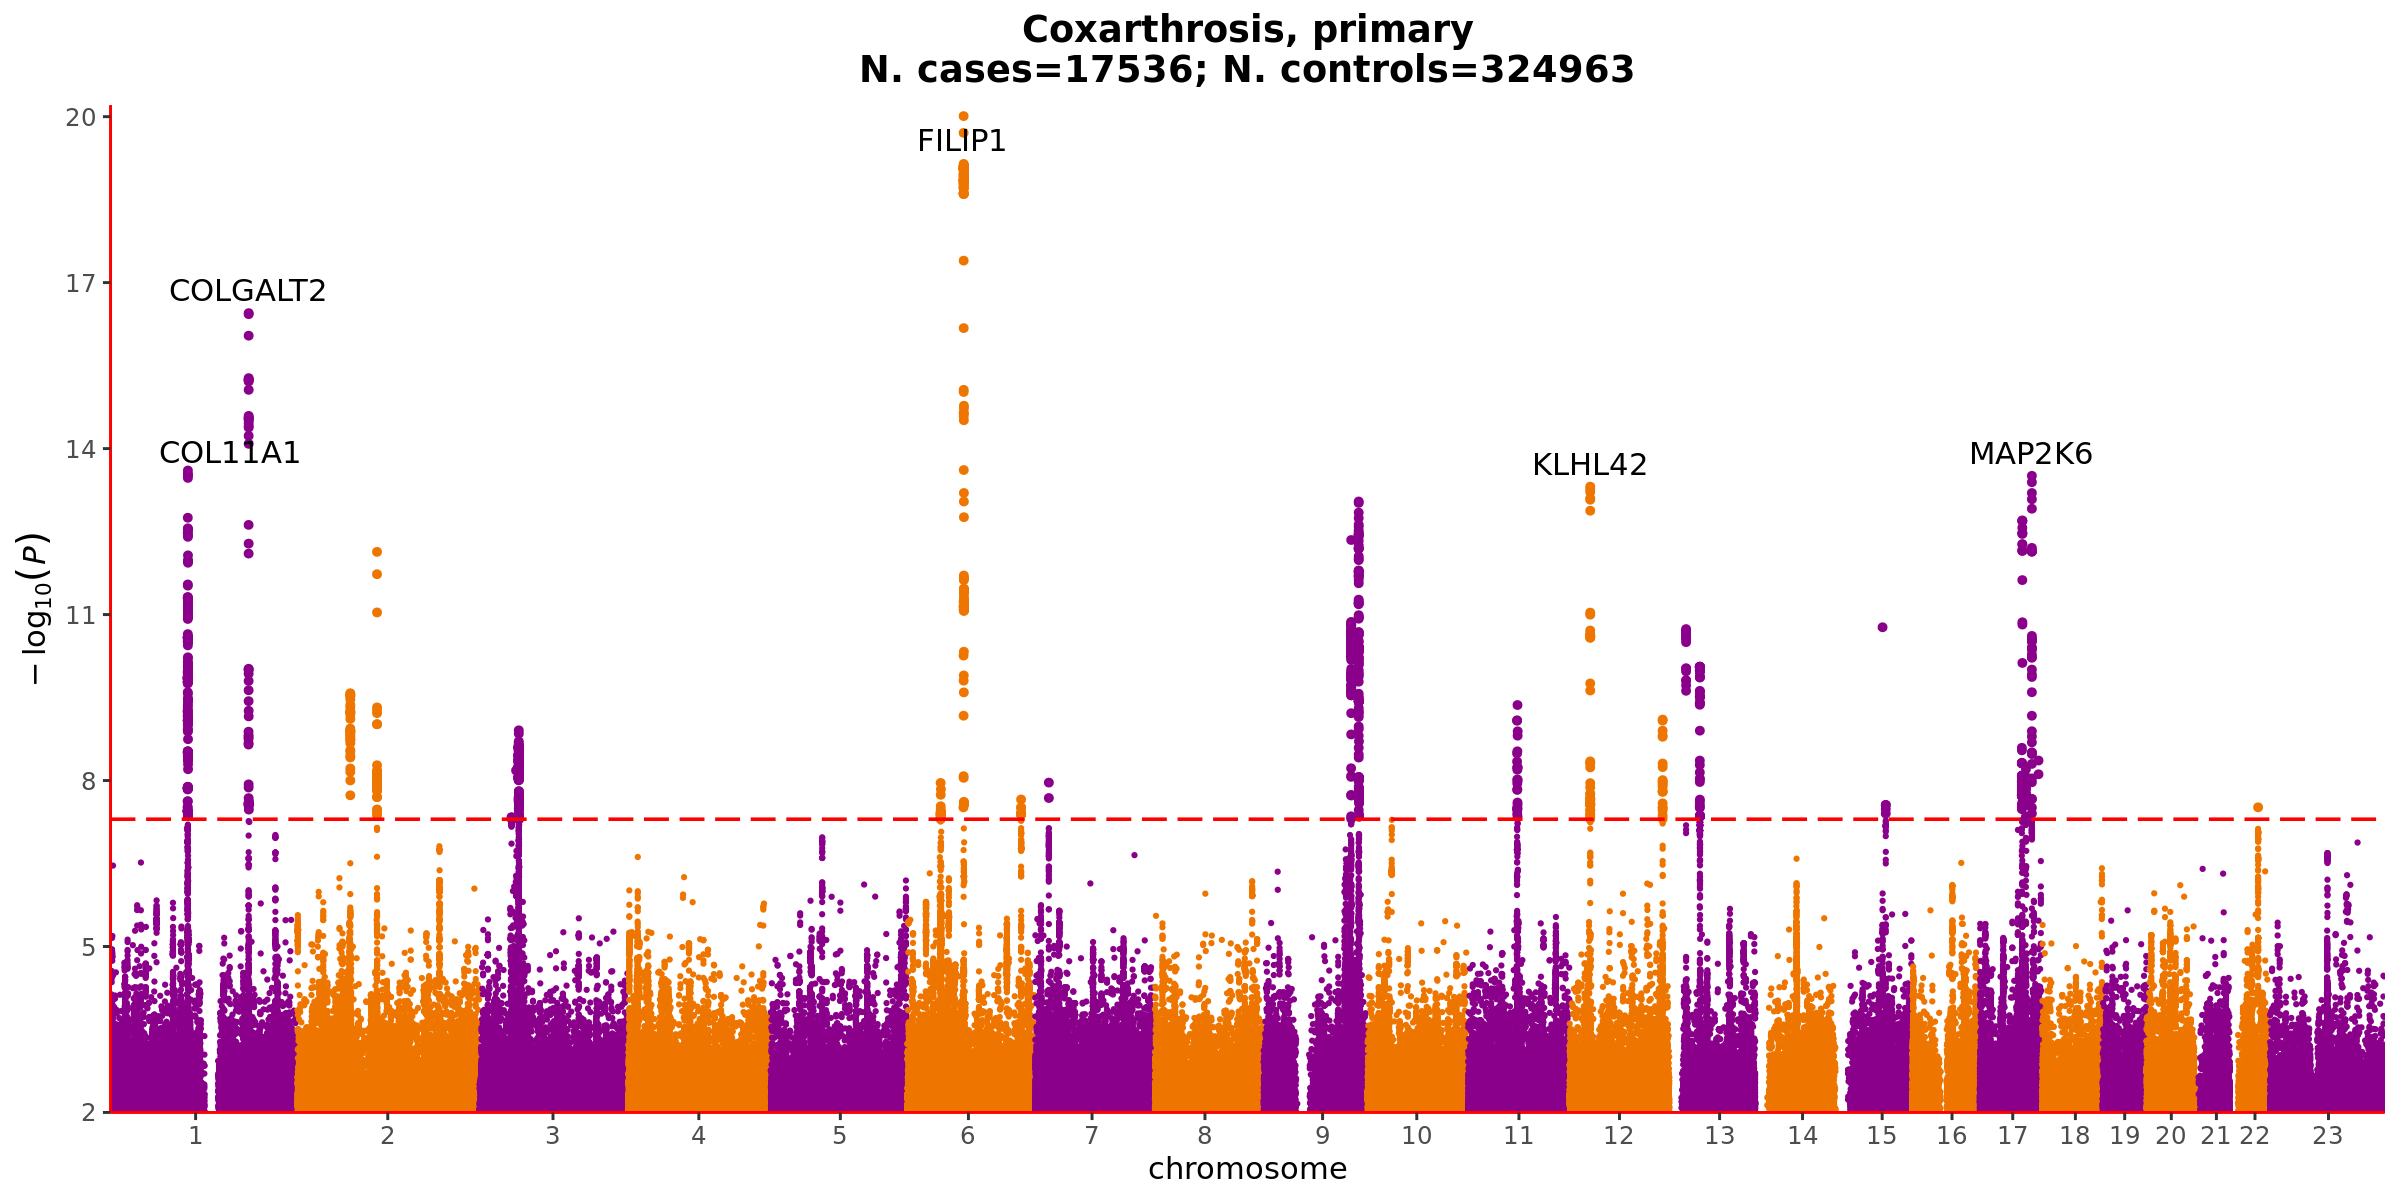 Coxarthrosis, primary
N. cases=17536; N. controls=324963
20
FILIP1
17
COLGALT2
14
COL11A1
KLHL42
MAP2K6
−log10(P)
11
8
5
2
1 2 3 4 5 6 7 8 9 10 11 12 13 14 15 16 17 18 19 20 21 22 23
chromosome